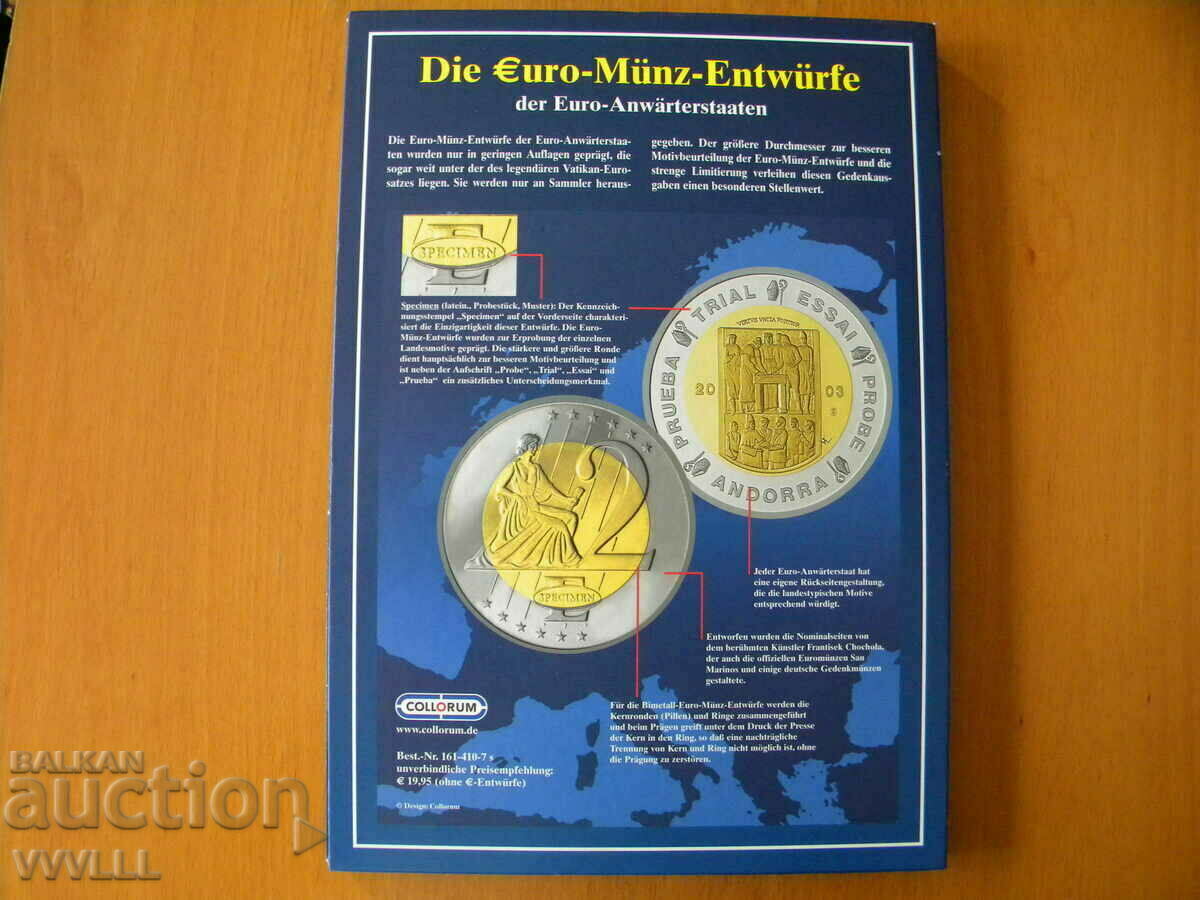 Die €uro-Münz-Entwürfe
der Euro-Anwärterstaaten
Die Euro-Münz-Entwürfe der Euro-Anwärterstaa-
ten wurden nur in geringen Auflagen geprägt, die
sogar weit unter der des legendären Vatikan-Euro-
satzes liegen. Sie werden nur an Sammler heraus-
gegeben. Der größere Durchmesser zur besseren
Motivbeurteilung der Euro-Münz-Entwürfe und die
strenge Limitierung verleihen diesen Gedenkaus-
gaben einen besonderen Stellenwert.
SPECIMEN
Specimen (latein., Probestück, Muster): Der Kennzeich-
nungsstempel „Specimen“ auf der Vorderseite charakteri-
siert die Einzigartigkeit dieser Entwürfe. Die Euro-
Münz-Entwürfe wurden zur Erprobung der einzelnen
Landesmotive geprägt. Die stärkere und größere Ronde
dient hauptsächlich zur besseren Motivbeurteilung und
ist neben der Aufschrift „Probe“, „Trial“, „Essai“ und
„Prueba“ ein zusätzliches Unterscheidungsmerkmal.
PRUEBA TRIAL ESSAI PROBE
VIRTVS VNITA FORTIOR
20 03
ANDORRA
2
SPECIMEN
Jeder Euro-Anwärterstaat hat
eine eigene Rückseitengestaltung,
die die landestypischen Motive
entsprechend würdigt.
Entworfen wurden die Nominalseiten von
dem berühmten Künstler Frantisek Chochola,
der auch die offiziellen Euromünzen San
Marinos und einige deutsche Gedenkmünzen
gestaltete.
Für die Bimetall-Euro-Münz-Entwürfe werden die
Kernronden (Pillen) und Ringe zusammengeführt
und beim Prägen greift unter dem Druck der Presse
der Kern in den Ring, so daß eine nachträgliche
Trennung von Kern und Ring nicht möglich ist, ohne
die Prägung zu zerstören.
COLLORUM
www.collorum.de
Best.-Nr. 161-410-7 s
unverbindliche Preisempfehlung:
€ 19,95 (ohne €-Entwürfe)
© Design: Collorum
BALKAN
auction
VVVLLL